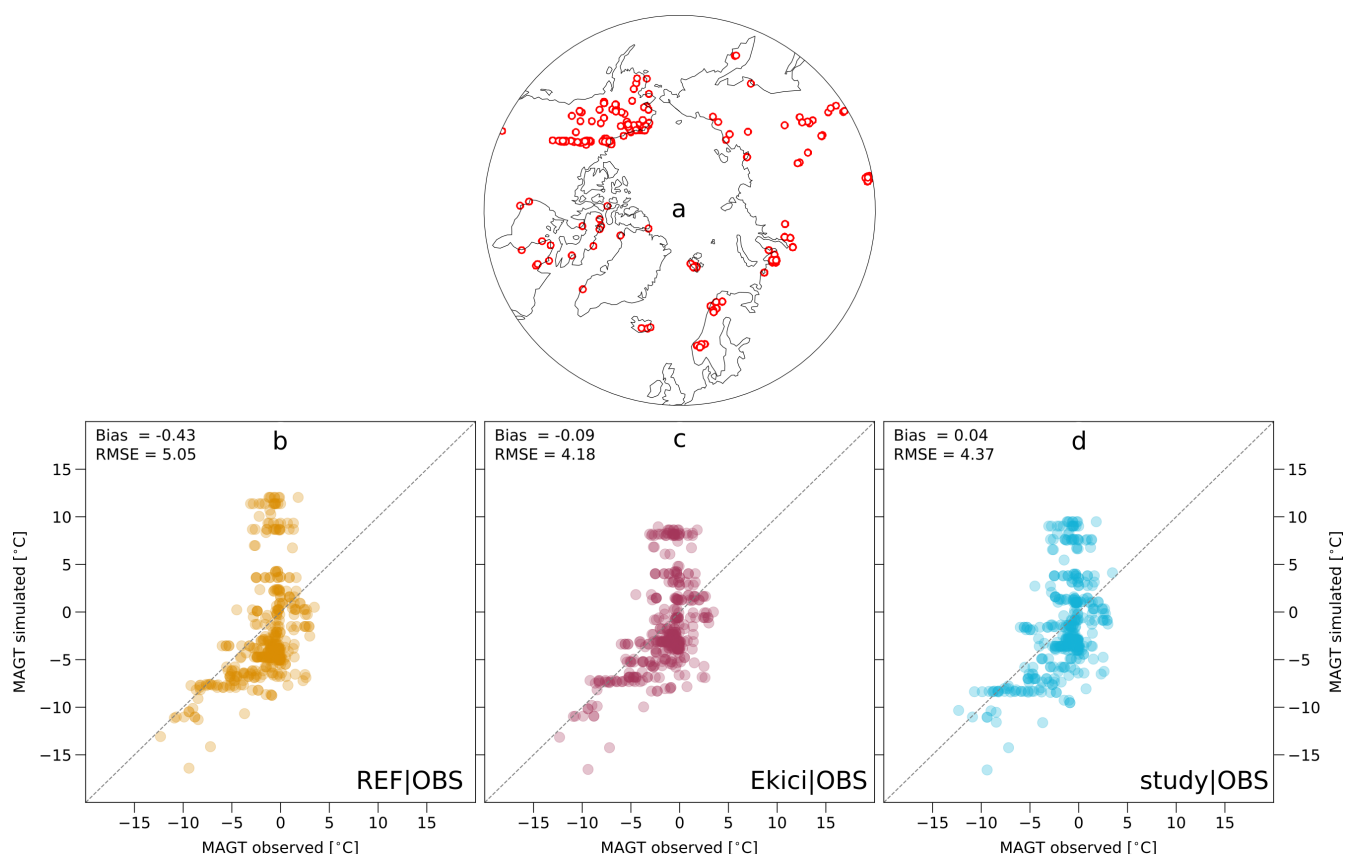 a
Bias = -0.43
RMSE = 5.05
b
Bias = -0.09
RMSE = 4.18
c
Bias = 0.04
RMSE = 4.37
d
15
10
5
0
−5
−10
−15
MAGT simulated [°C]
15
10
5
0
−5
−10
−15
MAGT simulated [°C]
REF|OBS
Ekici|OBS
study|OBS
−15 −10 −5 0 5 10 15
−15 −10 −5 0 5 10 15
−15 −10 −5 0 5 10 15
MAGT observed [°C]
MAGT observed [°C]
MAGT observed [°C]